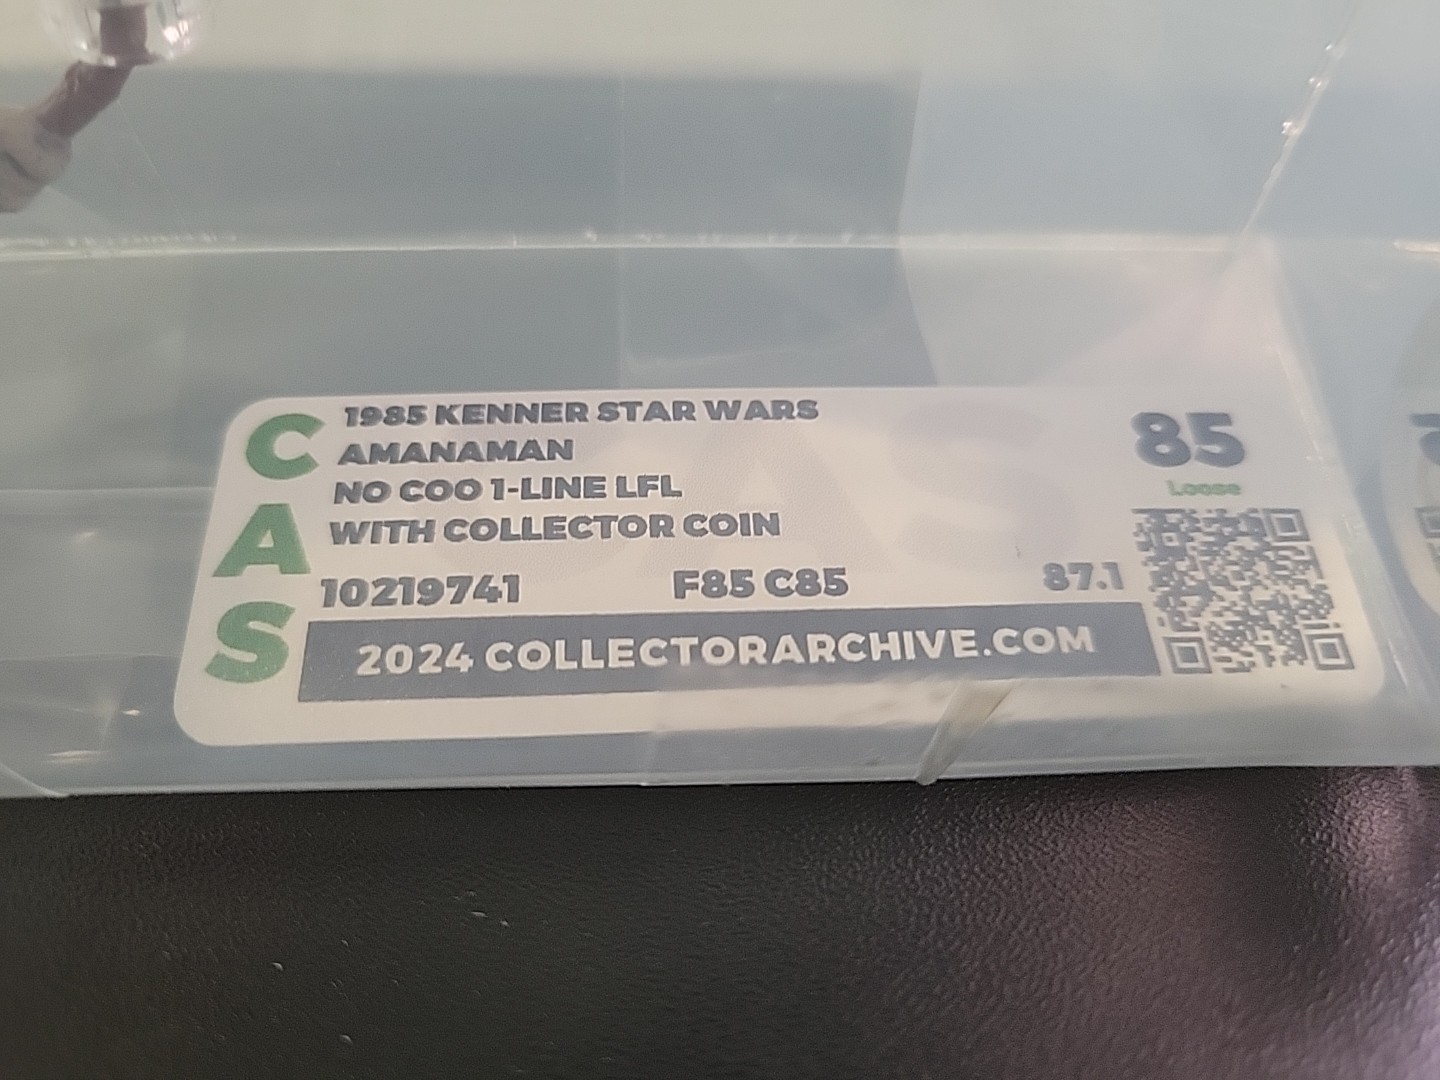 CAS
1985 KENNER STAR WARS
AMANAMAN
NO COO 1-LINE LFL
WITH COLLECTOR COIN
10219741 F85 C85 87.1
2024 COLLECTORARCHIVE.COM
85
Loose